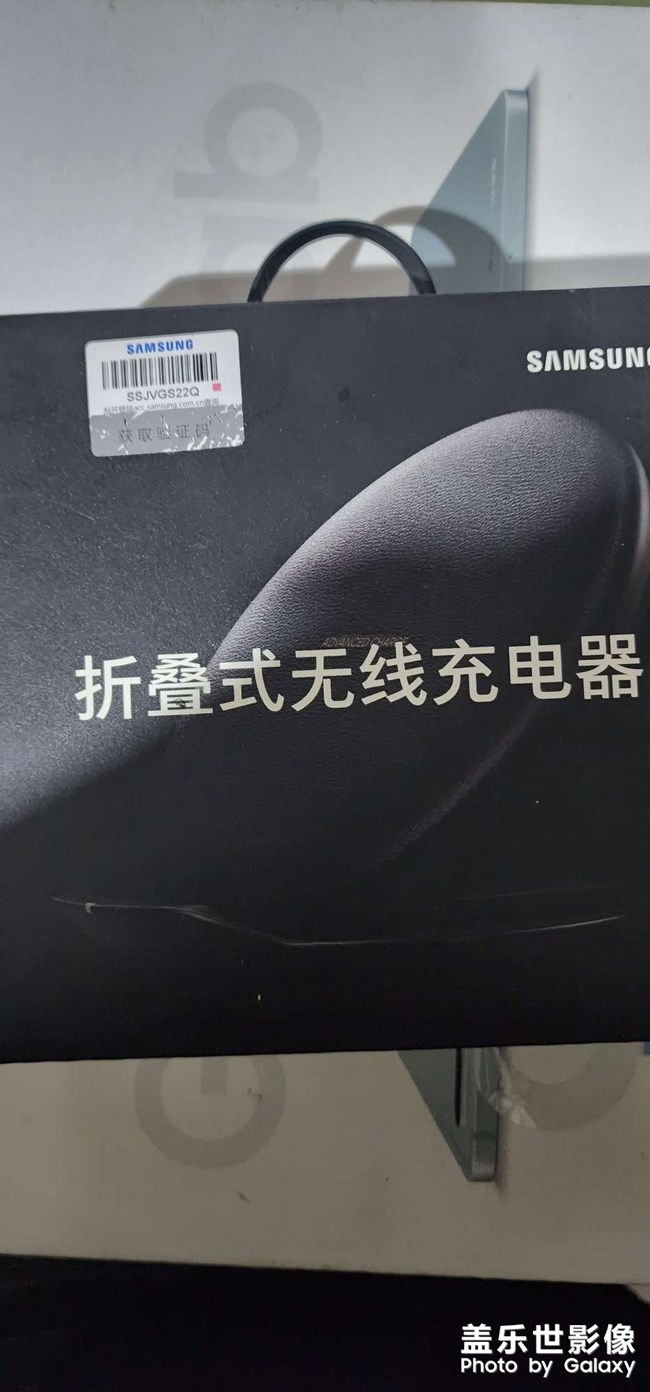 SAMSUNG
SSJVGS22Q
获取验证码
SAMSUNG
ADVANCED CHARGE
折叠式无线充电器
盖乐世影像
Photo by Galaxy